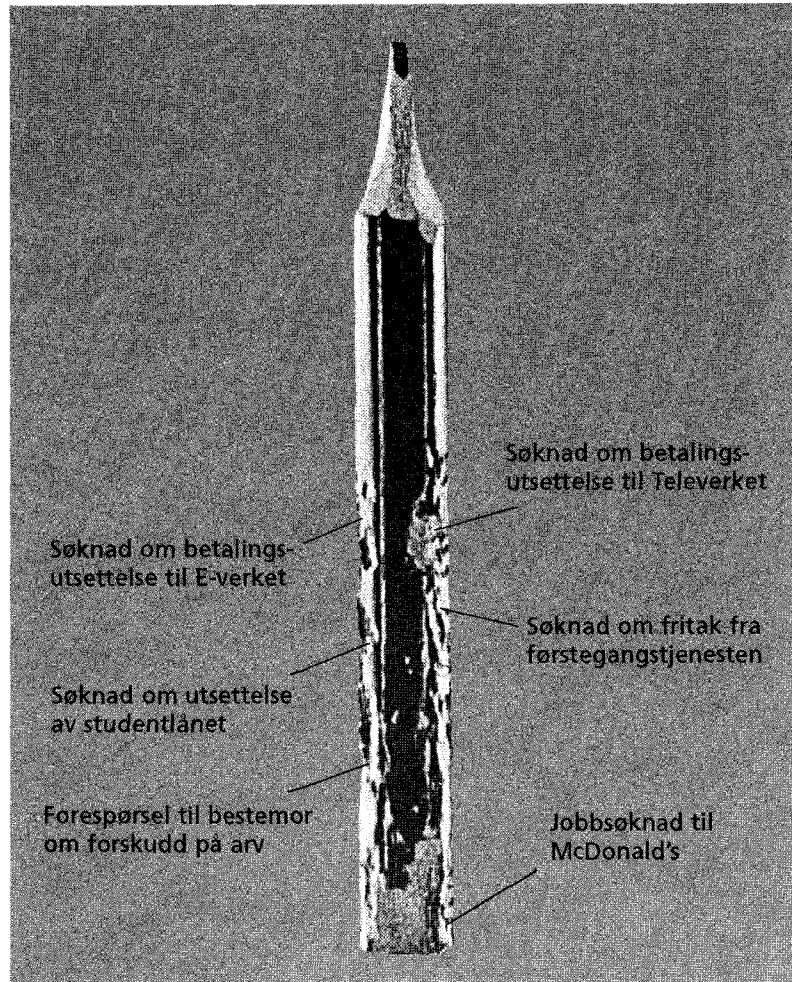 Søknad om betalings-
utsettelse til Televerket
Søknad om betalings-
utsettelse til E-verket
Søknad om fritak fra
førstegangstjenesten
Søknad om utsettelse
av studentlånet
Forespørsel til bestemor
om forskudd på arv
Jobbsøknad til
McDonald's